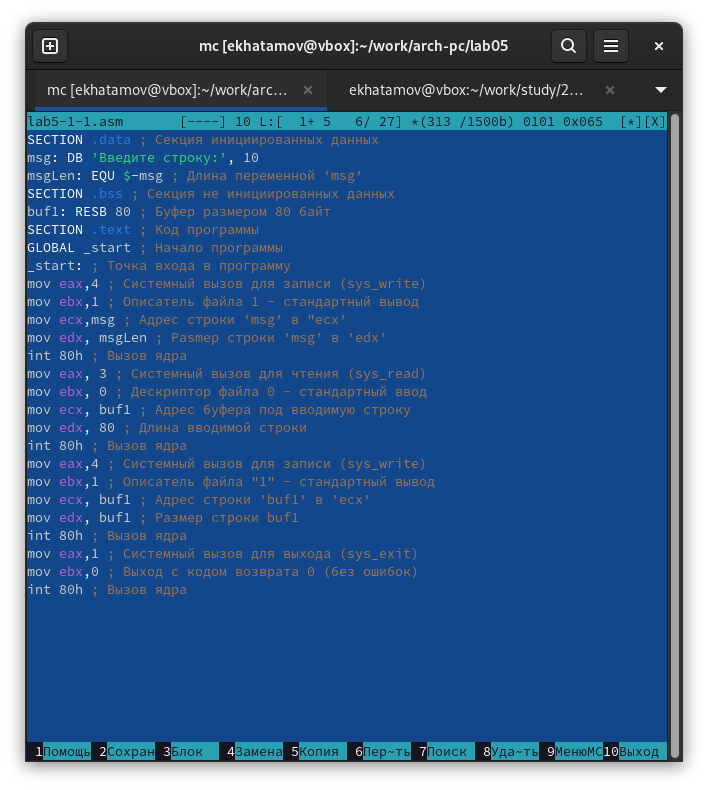 mc [ekhatamov@vbox]:~/work/arch-pc/lab05
mc [ekhatamov@vbox]:~/work/arc…
ekhatamov@vbox:~/work/study/2…
lab5-1-1.asm [----] 10 L:[ 1+ 5 6/ 27] *(313 /1500b) 0101 0x065 [*][X]
SECTION .data ; Секция инициированных данных
msg: DB 'Введите строку:', 10
msgLen: EQU $-msg ; Длина переменной 'msg'
SECTION .bss ; Секция не инициированных данных
buf1: RESB 80 ; Буфер размером 80 байт
SECTION .text ; Код программы
GLOBAL _start ; Начало программы
_start: ; Точка входа в программу
mov eax,4 ; Системный вызов для записи (sys_write)
mov ebx,1 ; Описатель файла 1 - стандартный вывод
mov ecx,msg ; Адрес строки 'msg' в "ecx'
mov edx, msgLen ; Размер строки 'msg' в 'edx'
int 80h ; Вызов ядра
mov eax, 3 ; Системный вызов для чтения (sys_read)
mov ebx, 0 ; Дескриптор файла 0 - стандартный ввод
mov ecx, buf1 ; Адрес буфера под вводимую строку
mov edx, 80 ; Длина вводимой строки
int 80h ; Вызов ядра
mov eax,4 ; Системный вызов для записи (sys_write)
mov ebx,1 ; Описатель файла "1" - стандартный вывод
mov ecx, buf1 ; Адрес строки 'buf1' в 'ecx'
mov edx, buf1 ; Размер строки buf1
int 80h ; Вызов ядра
mov eax,1 ; Системный вызов для выхода (sys_exit)
mov ebx,0 ; Выход с кодом возврата 0 (без ошибок)
int 80h ; Вызов ядра
1Помощь 2Сохран 3Блок 4Замена 5Копия 6Пер~ть 7Поиск 8Уда~ть 9МенюMC 10Выход